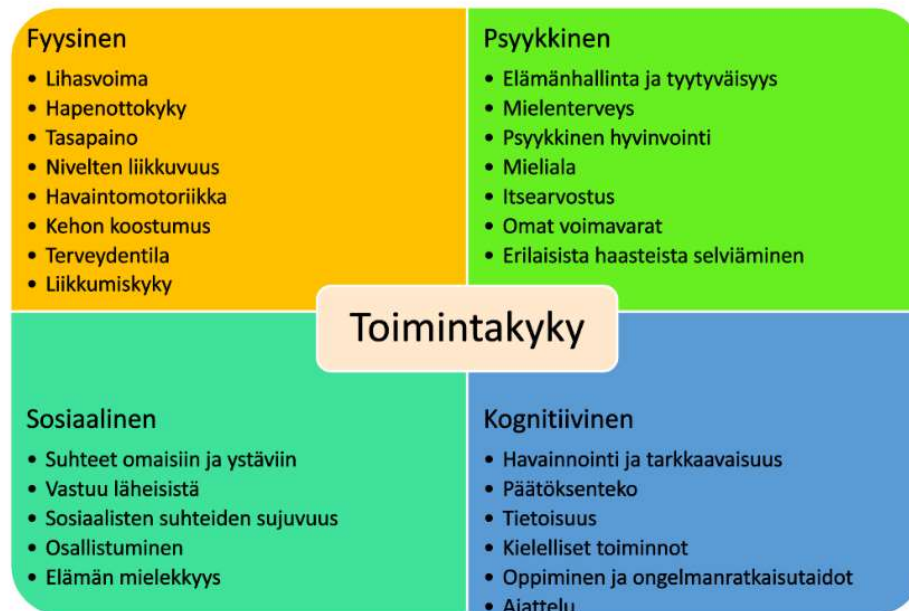 Fyysinen
• Lihasvoima
• Hapenottokyky
• Tasapaino
• Nivelten liikkuvuus
• Havaintomotoriikka
• Kehon koostumus
• Terveydentila
• Liikkumiskyky
Psyykkinen
• Elämänhallinta ja tyytyväisyys
• Mielenterveys
• Psyykkinen hyvinvointi
• Mieliala
• Itsearvostus
• Omat voimavarat
• Erilaisista haasteista selviäminen
Toimintakyky
Sosiaalinen
• Suhteet omaisiin ja ystäviin
• Vastuu läheisistä
• Sosiaalisten suhteiden sujuvuus
• Osallistuminen
• Elämän mielekkyys
Kognitiivinen
• Havainnointi ja tarkkaavaisuus
• Päätöksenteko
• Tietoisuus
• Kielelliset toiminnot
• Oppiminen ja ongelmanratkaisutaidot
• Ajattelu